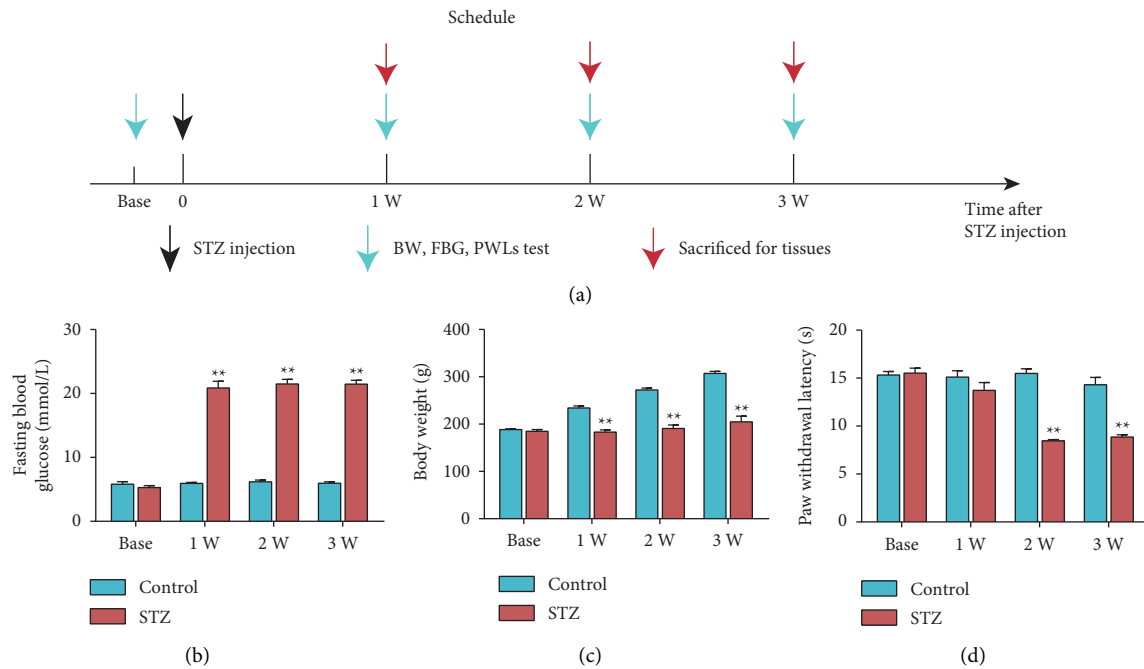 Schedule
Base
0
1 W
2 W
3 W
Time after
STZ injection
STZ injection
BW, FBG, PWLs test
Sacrificed for tissues
(a)
Fasting blood
glucose (mmol/L)
30
20
10
0
**
**
**
Base
1 W
2 W
3 W
Control
STZ
(b)
Body weight (g)
400
300
200
100
0
**
**
**
Base
1 W
2 W
3 W
Control
STZ
(c)
Paw withdrawal latency (s)
20
15
10
5
0
**
**
Base
1 W
2 W
3 W
Control
STZ
(d)